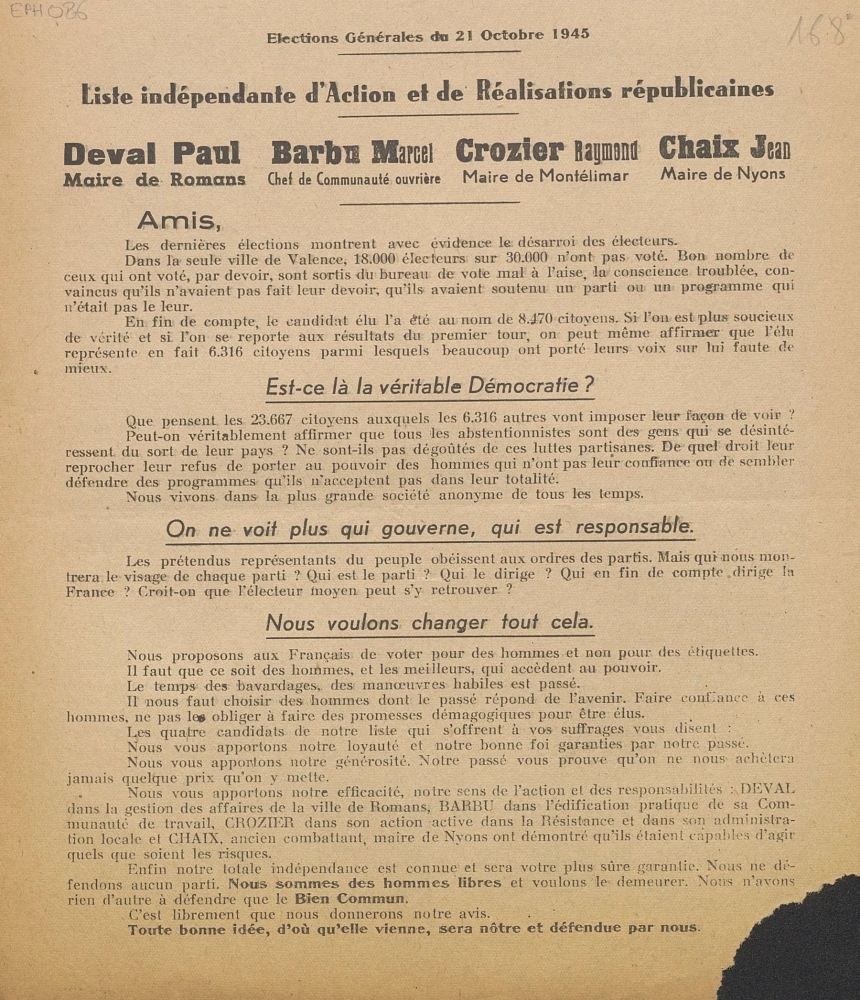 EPH 086
168°
Elections Générales du 21 Octobre 1945
Liste indépendante d'Action et de Réalisations républicaines
Deval Paul Barbu Marcel Crozier Raymond Chaix Jean
Maire de Romans Chef de Communauté ouvrière Maire de Montélimar Maire de Nyons
Amis,
Les dernières élections montrent avec évidence le désarroi des électeurs.
Dans la seule ville de Valence, 18.000 électeurs sur 30.000 n'ont pas voté. Bon nombre de
ceux qui ont voté, par devoir, sont sortis du bureau de vote mal à l'aise, la conscience troublée, con-
vaincus qu'ils n'avaient pas fait leur devoir, qu'ils avaient soutenu un parti ou un programme qui
n'était pas le leur.
En fin de compte, le candidat élu l'a été au nom de 8.470 citoyens. Si l'on est plus soucieux
de vérité et si l'on se reporte aux résultats du premier tour, on peut même affirmer que l'élu
représente en fait 6.316 citoyens parmi lesquels beaucoup ont porté leurs voix sur lui faute de
mieux.
Est-ce là la véritable Démocratie ?
Que pensent les 23.667 citoyens auxquels les 6.316 autres vont imposer leur façon de voir ?
Peut-on véritablement affirmer que tous les abstentionnistes sont des gens qui se désinté-
ressent du sort de leur pays ? Ne sont-ils pas dégoûtés de ces luttes partisanes. De quel droit leur
reprocher leur refus de porter au pouvoir des hommes qui n'ont pas leur confiance ou de sembler
défendre des programmes qu'ils n'acceptent pas dans leur totalité.
Nous vivons dans la plus grande société anonyme de tous les temps.
On ne voit plus qui gouverne, qui est responsable.
Les prétendus représentants du peuple obéissent aux ordres des partis. Mais qui nous mon-
trera le visage de chaque parti ? Qui est le parti ? Qui le dirige ? Qui en fin de compte dirige la
France ? Croit-on que l'électeur moyen peut s'y retrouver ?
Nous voulons changer tout cela.
Nous proposons aux Français de voter pour des hommes et non pour des étiquettes.
Il faut que ce soit des hommes, et les meilleurs, qui accèdent au pouvoir.
Le temps des bavardages, des manœuvres habiles est passé.
Il nous faut choisir des hommes dont le passé répond de l'avenir. Faire confiance à ces
hommes, ne pas les obliger à faire des promesses démagogiques pour être élus.
Les quatre candidats de notre liste qui s'offrent à vos suffrages vous disent :
Nous vous apportons notre loyauté et notre bonne foi garanties par notre passé.
Nous vous apportons notre générosité. Notre passé vous prouve qu'on ne nous achètera
jamais quelque prix qu'on y mette.
Nous vous apportons notre efficacité, notre sens de l'action et des responsabilités : DEVAL
dans la gestion des affaires de la ville de Romans, BARBU dans l'édification pratique de sa Com-
munauté de travail, CROZIER dans son action active dans la Résistance et dans son administra-
tion locale et CHAIX, ancien combattant, maire de Nyons ont démontré qu'ils étaient capables d'agir
quels que soient les risques.
Enfin notre totale indépendance est connue et sera votre plus sûre garantie. Nous ne dé-
fendons aucun parti. Nous sommes des hommes libres et voulons le demeurer. Nous n'avons
rien d'autre à défendre que le Bien Commun.
C'est librement que nous donnerons notre avis.
Toute bonne idée, d'où qu'elle vienne, sera nôtre et défendue par nous.